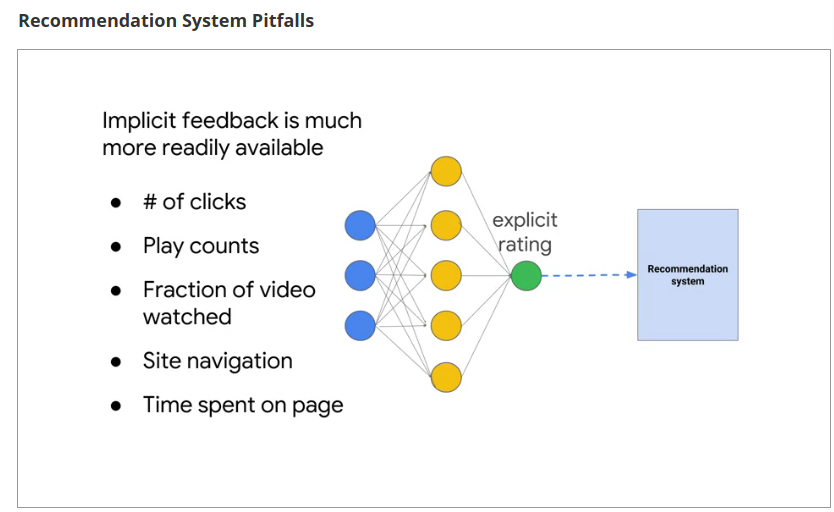 Recommendation System Pitfalls
Implicit feedback is much
more readily available
● # of clicks
● Play counts
● Fraction of video
watched
● Site navigation
● Time spent on page
explicit
rating
Recommendation
system